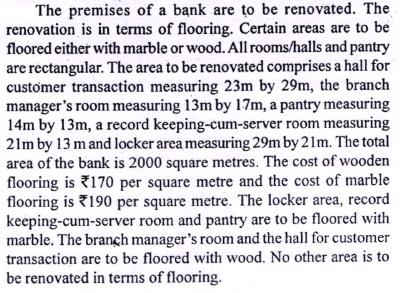 The premises of a bank are to be renovated. The
renovation is in terms of flooring. Certain areas are to be
floored either with marble or wood. All rooms/halls and pantry
are rectangular. The area to be renovated comprises a hall for
customer transaction measuring 23m by 29m, the branch
manager's room measuring 13m by 17m, a pantry measuring
14m by 13m, a record keeping-cum-server room measuring
21m by 13 m and locker area measuring 29m by 21m. The total
area of the bank is 2000 square metres. The cost of wooden
flooring is ₹170 per square metre and the cost of marble
flooring is ₹190 per square metre. The locker area, record
keeping-cum-server room and pantry are to be floored with
marble. The branch manager's room and the hall for customer
transaction are to be floored with wood. No other area is to
be renovated in terms of flooring.